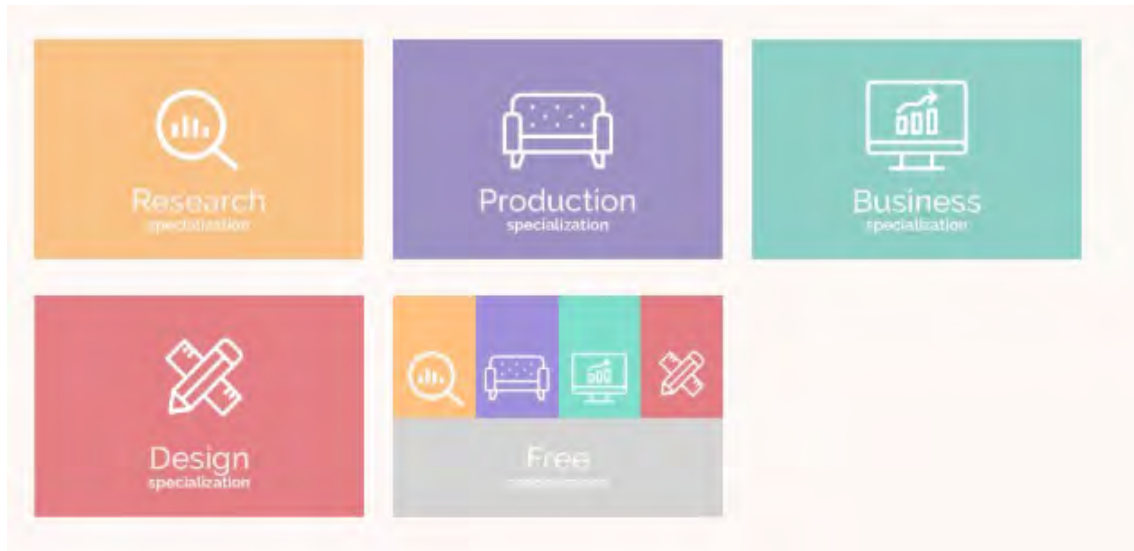 Research
specialization
Production
specialization
Business
specialization
Design
specialization
Free